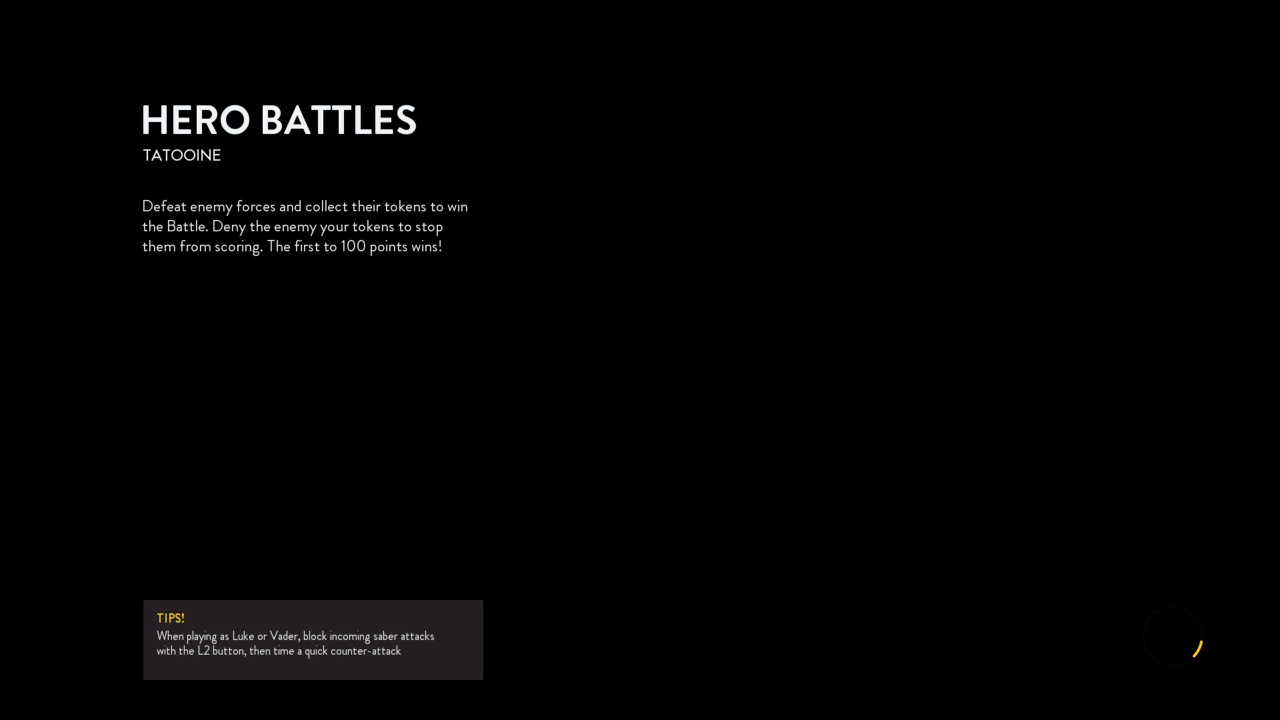 HERO BATTLES
TATOOINE
Defeat enemy forces and collect their tokens to win
the Battle. Deny the enemy your tokens to stop
them from scoring. The first to 100 points wins!
TIPS!
When playing as Luke or Vader, block incoming saber attacks
with the L2 button, then time a quick counter-attack